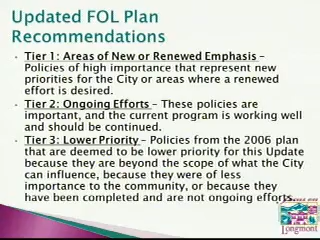 Updated FOL Plan
Recommendations
• Tier 1: Areas of New or Renewed Emphasis –
Policies of high importance that represent new
priorities for the City or areas where a renewed
effort is desired.
• Tier 2: Ongoing Efforts – These policies are
important, and the current program is working well
and should be continued.
• Tier 3: Lower Priority – Policies from the 2006 plan
that are deemed to be lower priority for this Update
because they are beyond the scope of what the City
can influence, because they were of less
importance to the community, or because they
have been completed and are not ongoing efforts.
Longmont